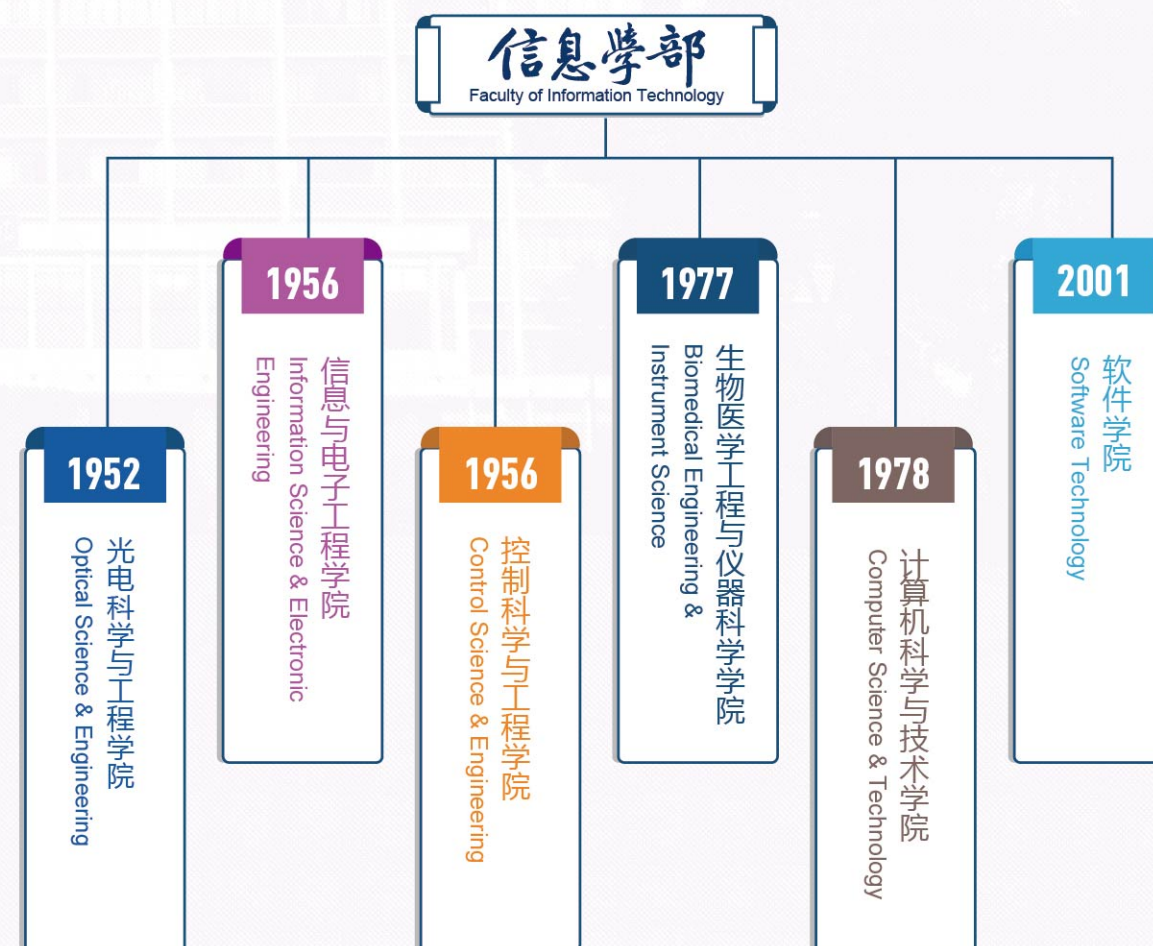 信息學部
Faculty of Information Technology
1952
光电科学与工程学院
Optical Science & Engineering
1956
信息与电子工程学院
Information Science & Electronic
Engineering
1956
控制科学与工程学院
Control Science & Engineering
1977
生物医学工程与仪器科学学院
Biomedical Engineering &
Instrument Science
1978
计算机科学与技术学院
Computer Science & Technology
2001
软件学院
Software Technology